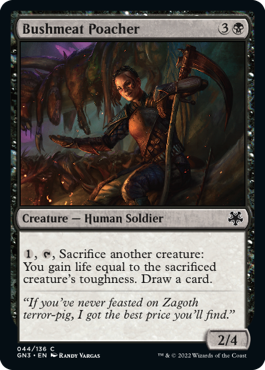 Bushmeat Poacher 3
Creature — Human Soldier
1, , Sacrifice another creature:
You gain life equal to the sacrificed
creature's toughness. Draw a card.
"If you've never feasted on Zagoth
terror-pig, I got the best price you'll find."
2/4
044/136 C
GN3 • EN Randy Vargas
™ & © 2022 Wizards of the Coast